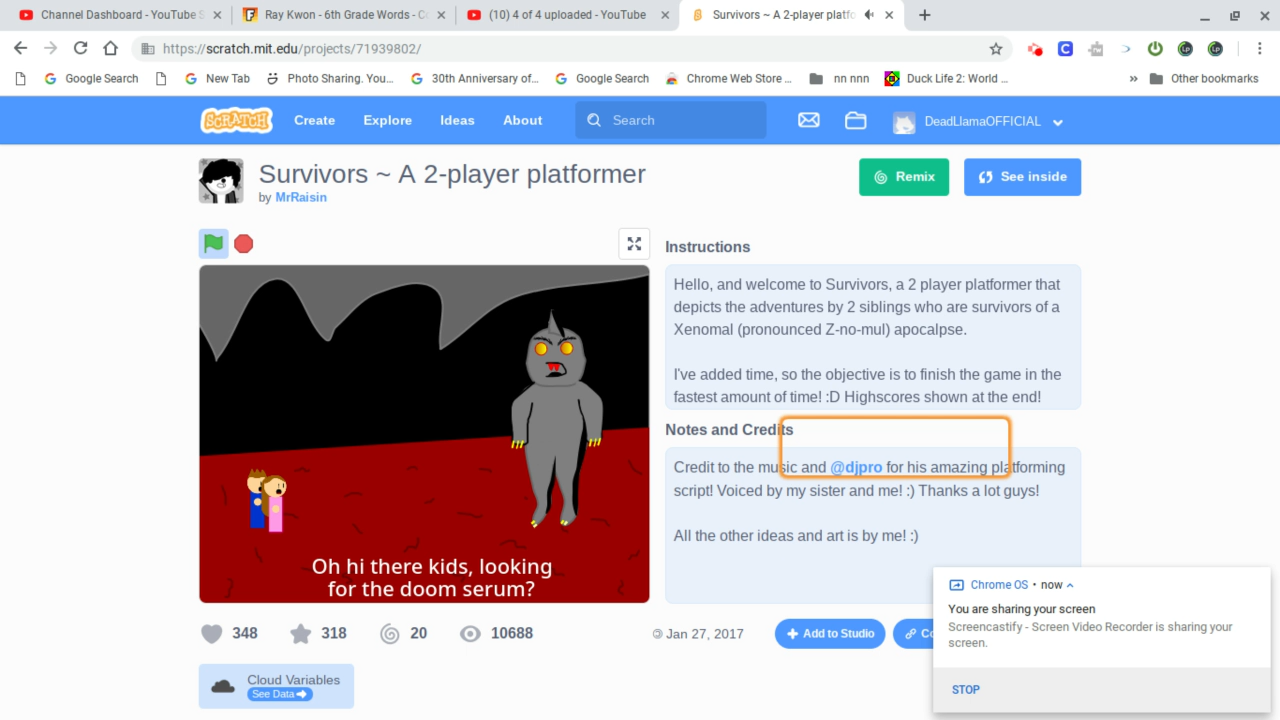 Channel Dashboard - YouTube S
Ray Kwon - 6th Grade Words - Co
(10) 4 of 4 uploaded - YouTube
Survivors ~ A 2-player platfo
https://scratch.mit.edu/projects/71939802/
Google Search
New Tab
Photo Sharing. You...
30th Anniversary of...
Google Search
Chrome Web Store ...
nn nnn
Duck Life 2: World ...
» Other bookmarks
SCRATCH
Create
Explore
Ideas
About
Search
DeadLlamaOFFICIAL
Survivors ~ A 2-player platformer
by MrRaisin
Remix
See inside
Instructions
Hello, and welcome to Survivors, a 2 player platformer that
depicts the adventures by 2 siblings who are survivors of a
Xenomal (pronounced Z-no-mul) apocalpse.
I've added time, so the objective is to finish the game in the
fastest amount of time! :D Highscores shown at the end!
Notes and Credits
Credit to the music and @djpro for his amazing platforming
script! Voiced by my sister and me! :) Thanks a lot guys!
All the other ideas and art is by me! :)
Oh hi there kids, looking
for the doom serum?
348
318
20
10688
© Jan 27, 2017
Add to Studio
Co
Cloud Variables
See Data
Chrome OS • now
You are sharing your screen
Screencastify - Screen Video Recorder is sharing your
screen.
STOP